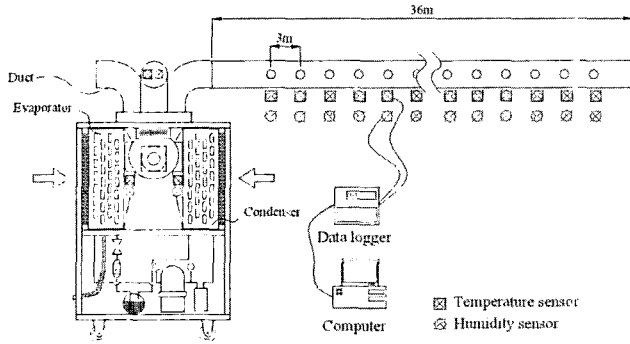 36m
3m
Duct
Evaporator
Condenser
Data logger
Computer
Temperature sensor
Humidity sensor